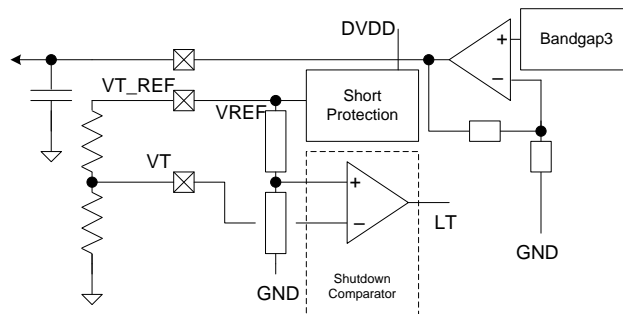 DVDD
Bandgap3
VT_REF
VREF
Short
Protection
VT
LT
GND
GND
Shutdown
Comparator